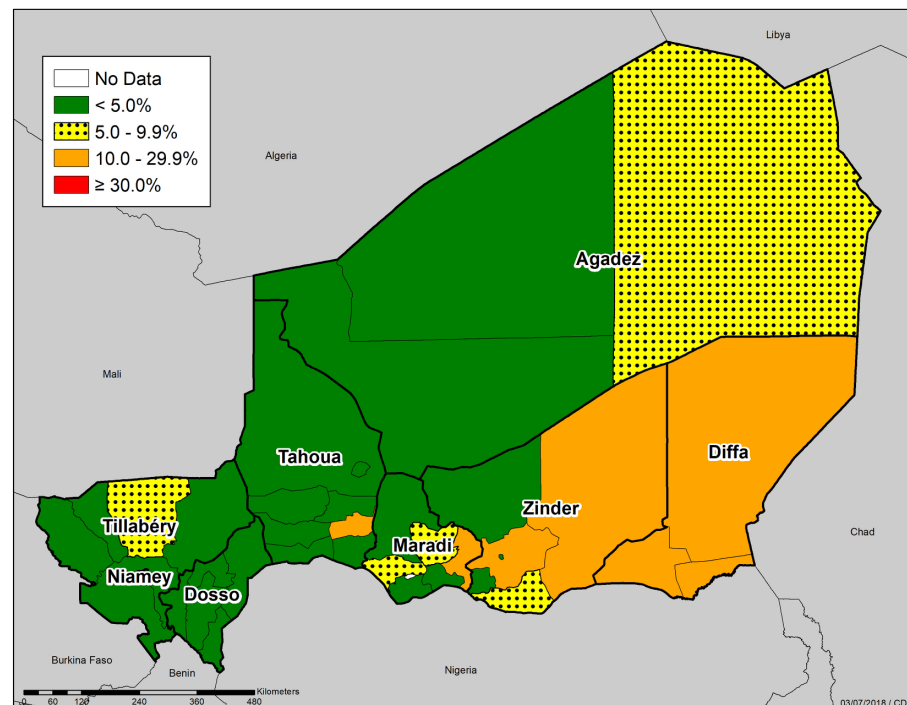 Libya
No Data
< 5.0%
5.0 - 9.9%
10.0 - 29.9%
≥ 30.0%
Algeria
Agadez
Mali
Tahoua
Diffa
Zinder
Tillabéry
Chad
Maradi
Niamey
Dosso
Burkina Faso
Benin
Nigeria
Kilometers
0 60 120 240 360 480
03/07/2018 / CD